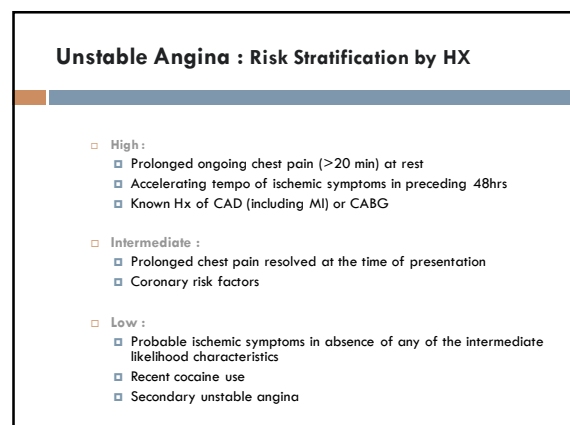 Unstable Angina : Risk Stratification by HX
High :
Prolonged ongoing chest pain (>20 min) at rest
Accelerating tempo of ischemic symptoms in preceding 48hrs
Known Hx of CAD (including MI) or CABG
Intermediate :
Prolonged chest pain resolved at the time of presentation
Coronary risk factors
Low :
Probable ischemic symptoms in absence of any of the intermediate
likelihood characteristics
Recent cocaine use
Secondary unstable angina